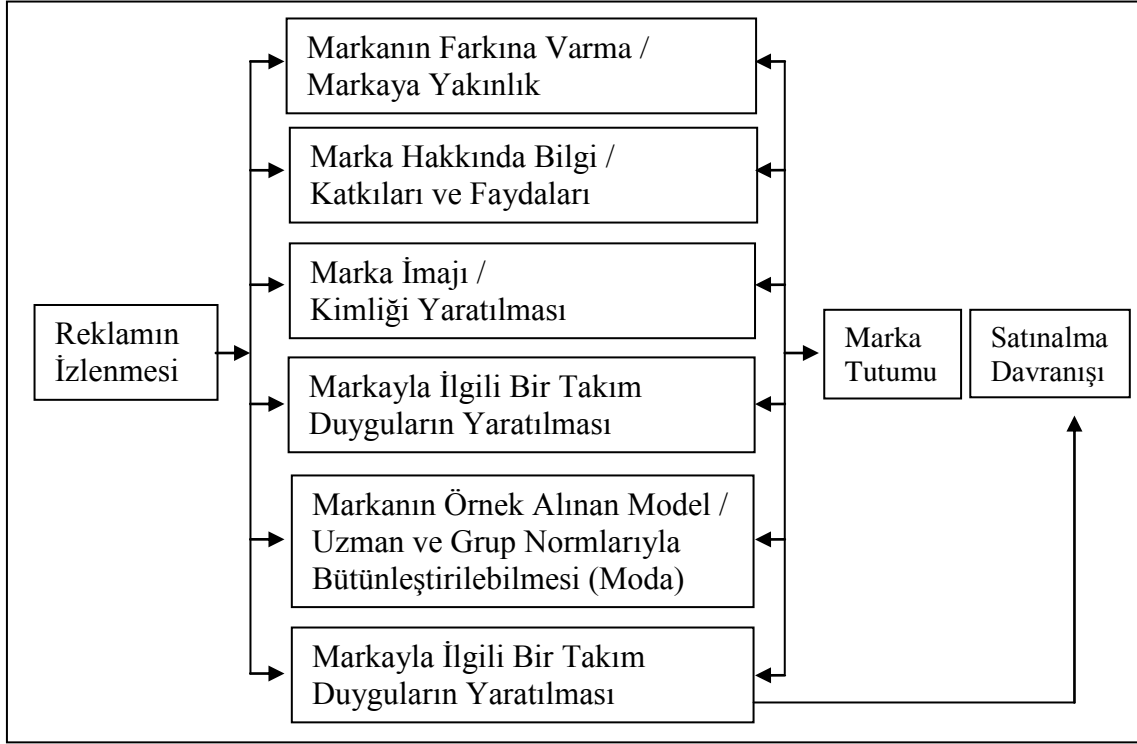 Markanın Farkına Varma /
Markaya Yakınlık
Marka Hakkında Bilgi /
Katkıları ve Faydaları
Marka İmajı /
Kimliği Yaratılması
Reklamın
İzlenmesi
Marka
Tutumu
Satınalma
Davranışı
Markayla İlgili Bir Takım
Duyguların Yaratılması
Markanın Örnek Alınan Model /
Uzman ve Grup Normlarıyla
Bütünleştirilebilmesi (Moda)
Markayla İlgili Bir Takım
Duyguların Yaratılması